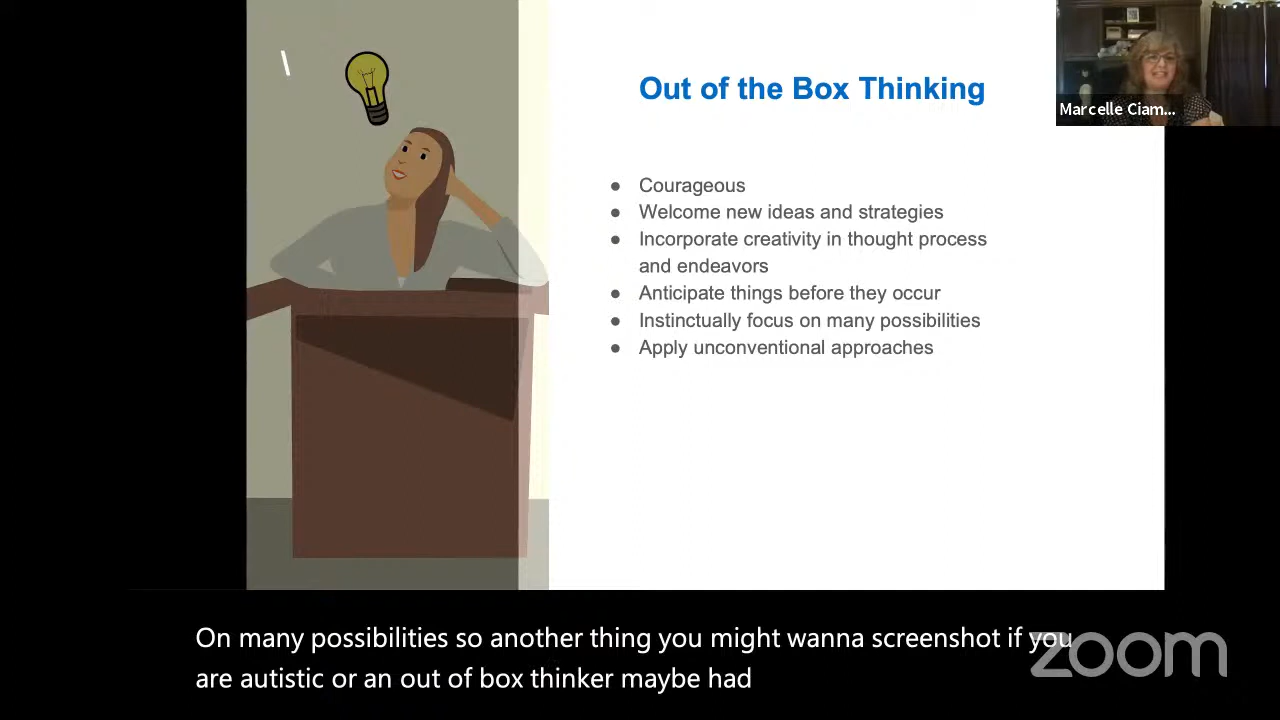 Out of the Box Thinking
Marcelle Ciam...
● Courageous
● Welcome new ideas and strategies
● Incorporate creativity in thought process
and endeavors
● Anticipate things before they occur
● Instinctually focus on many possibilities
● Apply unconventional approaches
On many possibilities so another thing you might wanna screenshot if you
are autistic or an out of box thinker maybe had
zoom